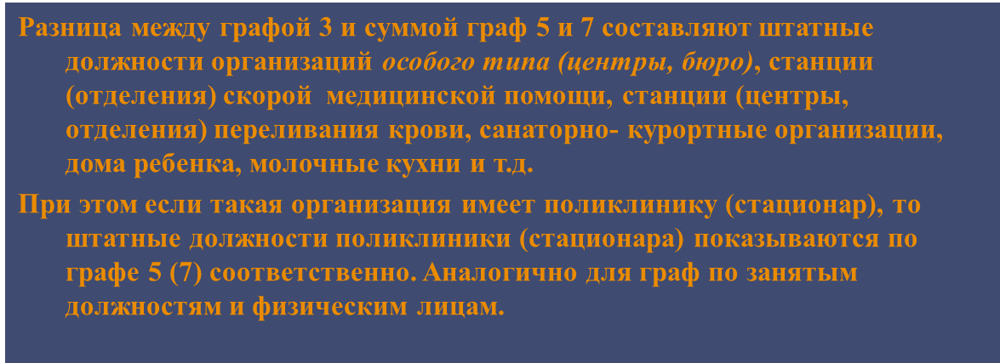 Разница между графой 3 и суммой граф 5 и 7 составляют штатные
должности организаций особого типа (центры, бюро), станции
(отделения) скорой  медицинской помощи, станции (центры,
отделения) переливания крови, санаторно- курортные организации,
дома ребенка, молочные кухни и т.д.
При этом если такая организация имеет поликлинику (стационар), то
штатные должности поликлиники (стационара) показываются по
графе 5 (7) соответственно. Аналогично для граф по занятым
должностям и физическим лицам.